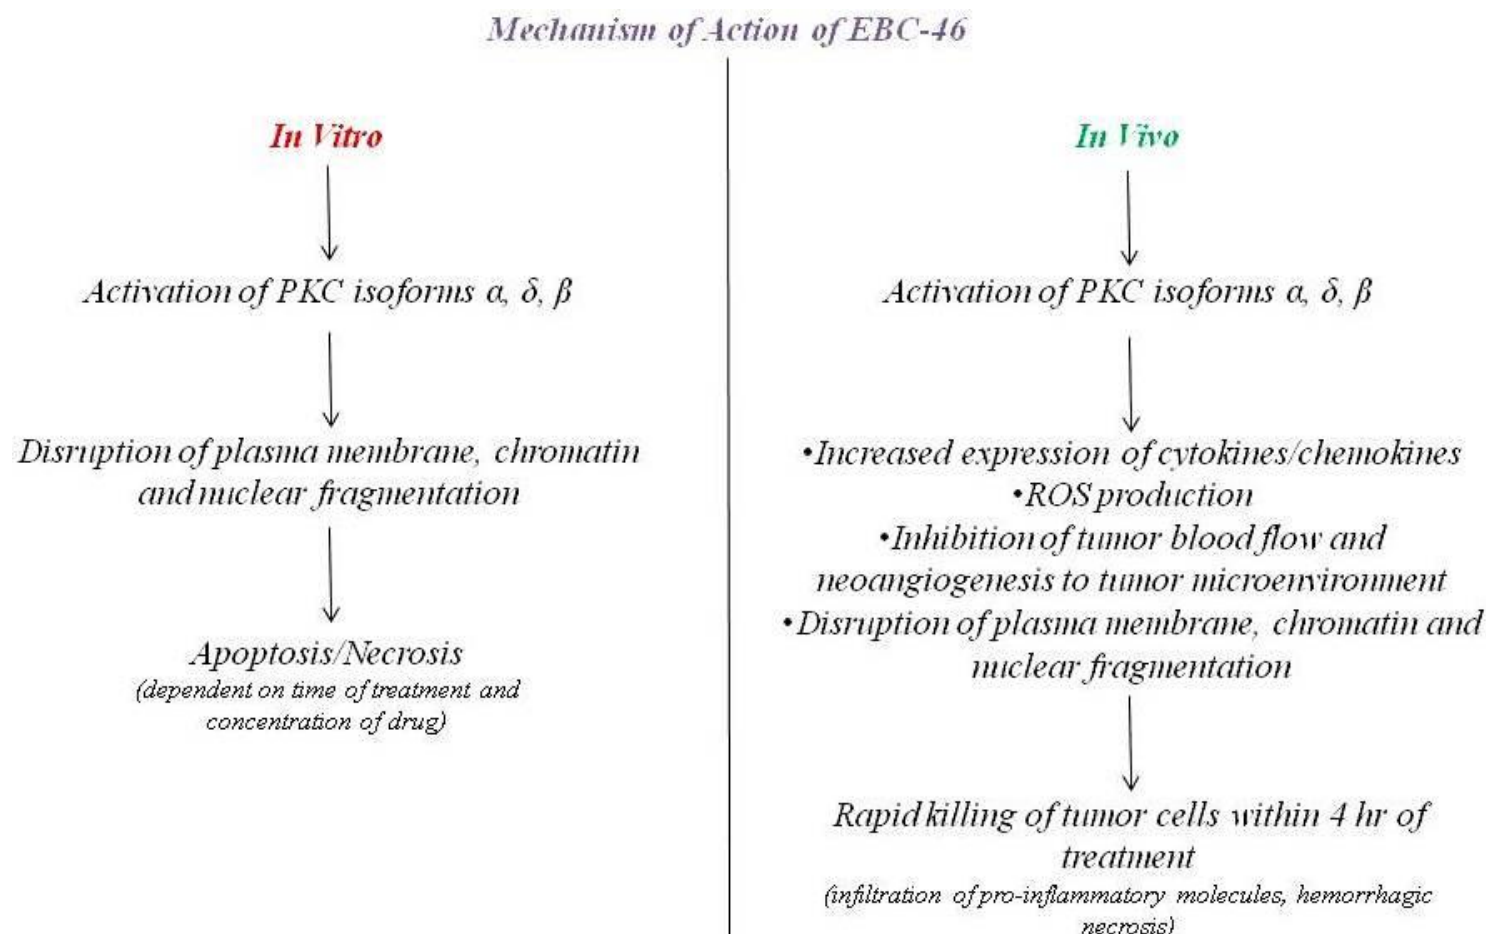 Mechanism of Action of EBC-46
In Vitro
Activation of PKC isoforms α, δ, β
Disruption of plasma membrane, chromatin
and nuclear fragmentation
Apoptosis/Necrosis
(dependent on time of treatment and
concentration of drug)
In Vivo
Activation of PKC isoforms α, δ, β
•Increased expression of cytokines/chemokines
•ROS production
•Inhibition of tumor blood flow and
neoangiogenesis to tumor microenvironment
•Disruption of plasma membrane, chromatin and
nuclear fragmentation
Rapid killing of tumor cells within 4 hr of
treatment
(infiltration of pro-inflammatory molecules, hemorrhagic
necrosis)